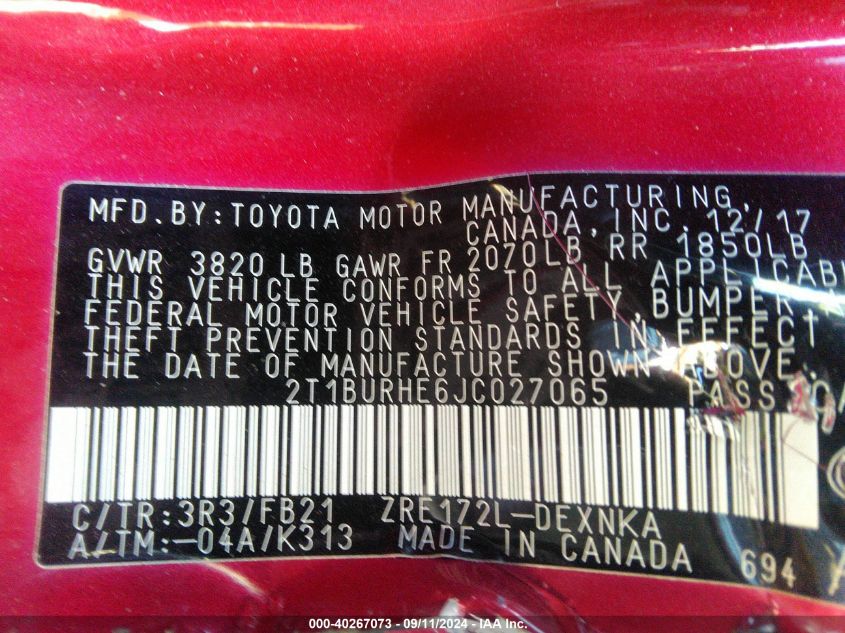 MFD.BY:TOYOTA MOTOR MANUFACTURING,
CANADA, INC. 12/17
GVWR 3820 LB GAWR FR 2070LB RR 1850LB
THIS VEHICLE CONFORMS TO ALL
FEDERAL MOTOR VEHICLE SAFETY, BUMPER,
THEFT PREVENTION STANDARDS IN EFFECT
THE DATE OF MANUFACTURE SHOWN ABOVE.
2T1BURHE6JC027065 PASS
C/TR:3R3/FB21 ZRE172L-DEXNKA
A/TM:-04A/K313 MADE IN CANADA 694
000-40267073 - 09/11/2024 - IAA Inc.